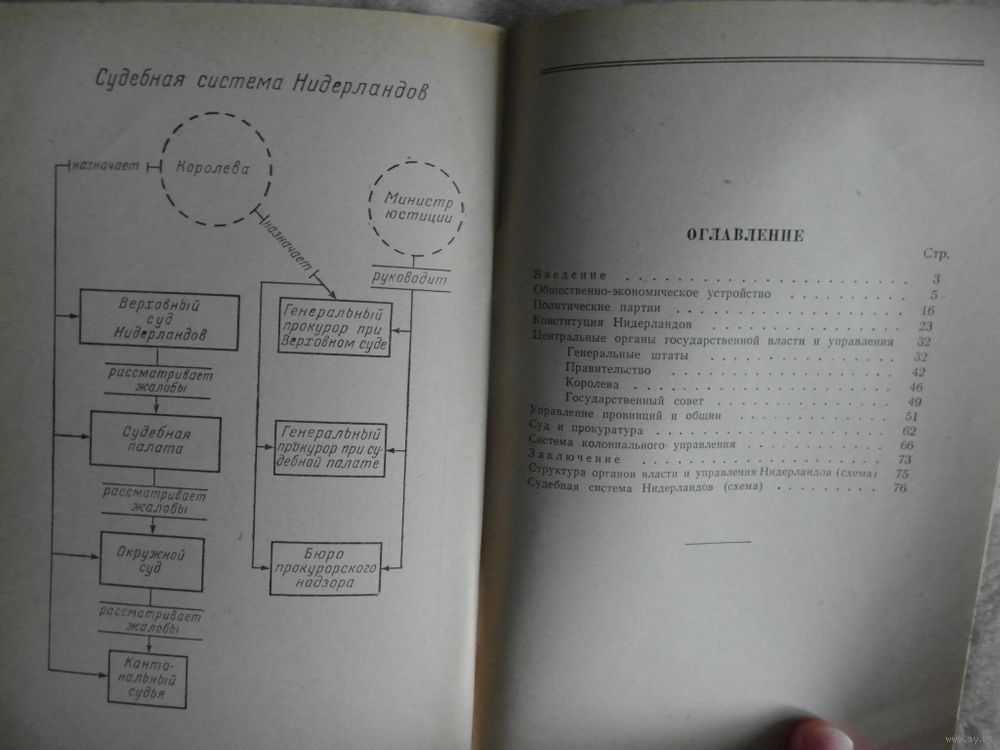 Судебная система Нидерландов
назначает
Королева
Министр
юстиции
назначает
руководит
Верховный
суд
Нидерландов
Генеральный
прокурор при
Верховном суде
рассматривает
жалобы
Судебная
палата
Генеральный
прокурор при су-
дебной палате
рассматривает
жалобы
Окружной
суд
Бюро
прокурорского
надзора
рассматривает
жалобы
Канто-
нальный
судья
ОГЛАВЛЕНИЕ
Стр.
Введение . . . . . . . . . . . . . . . . 3
Общественно-экономическое устройство . . . . . . . 5
Политические партии . . . . . . . . . . . . . 16
Конституция Нидерландов . . . . . . . . . . . 23
Центральные органы государственной власти и управления 32
Генеральные штаты . . . . . . . . . . . . 32
Правительство . . . . . . . . . . . . . 42
Королева . . . . . . . . . . . . . . . 46
Государственный совет . . . . . . . . . . 49
Управление провинций и общин . . . . . . . . . 51
Суд и прокуратура . . . . . . . . . . . . . . 62
Система колониального управления . . . . . . . . 66
Заключение . . . . . . . . . . . . . . . 73
Структура органов власти и управления Нидерландов (схема) 75
Судебная система Нидерландов (схема) . . . . . . . 76
www.ay.by